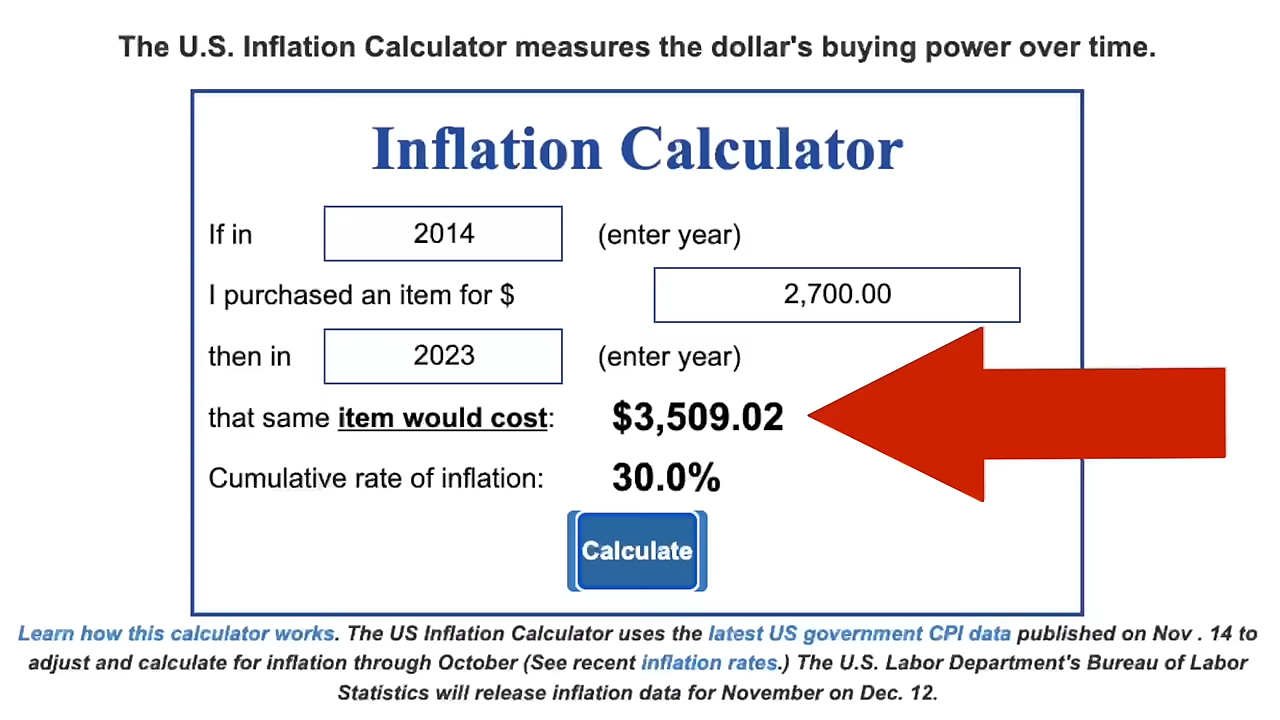 The U.S. Inflation Calculator measures the dollar's buying power over time.
Inflation Calculator
If in 2014 (enter year)
I purchased an item for $ 2,700.00
then in 2023 (enter year)
that same item would cost: $3,509.02
Cumulative rate of inflation: 30.0%
Calculate
Learn how this calculator works. The US Inflation Calculator uses the latest US government CPI data published on Nov . 14 to
adjust and calculate for inflation through October (See recent inflation rates.) The U.S. Labor Department's Bureau of Labor
Statistics will release inflation data for November on Dec. 12.